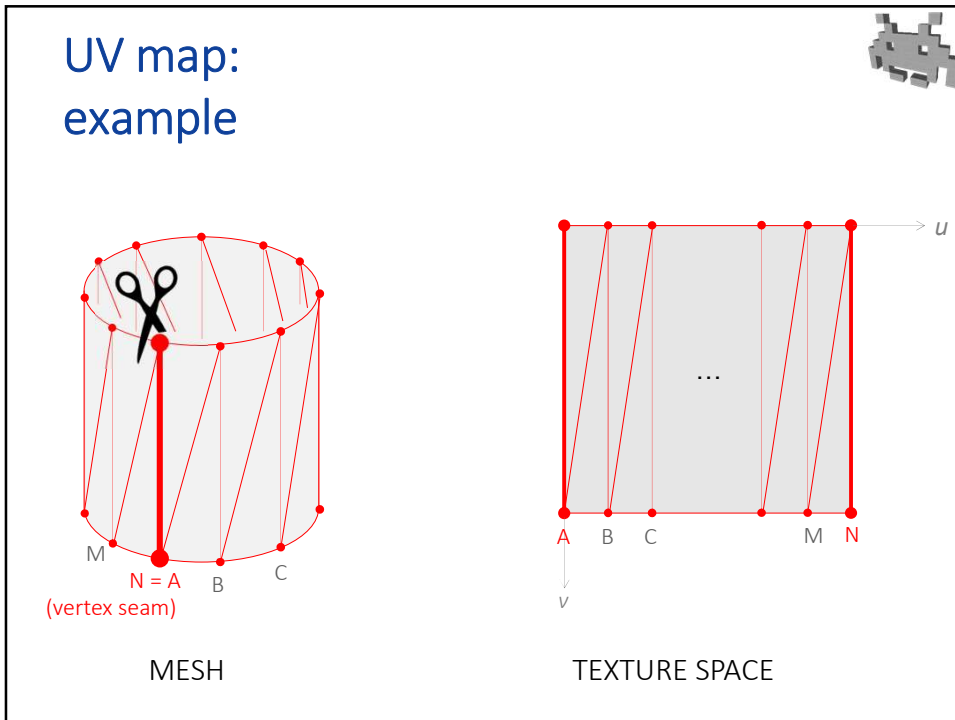 UV map:
example
u
...
M
N = A
B
C
(vertex seam)
A
B
C
M
N
v
MESH
TEXTURE SPACE